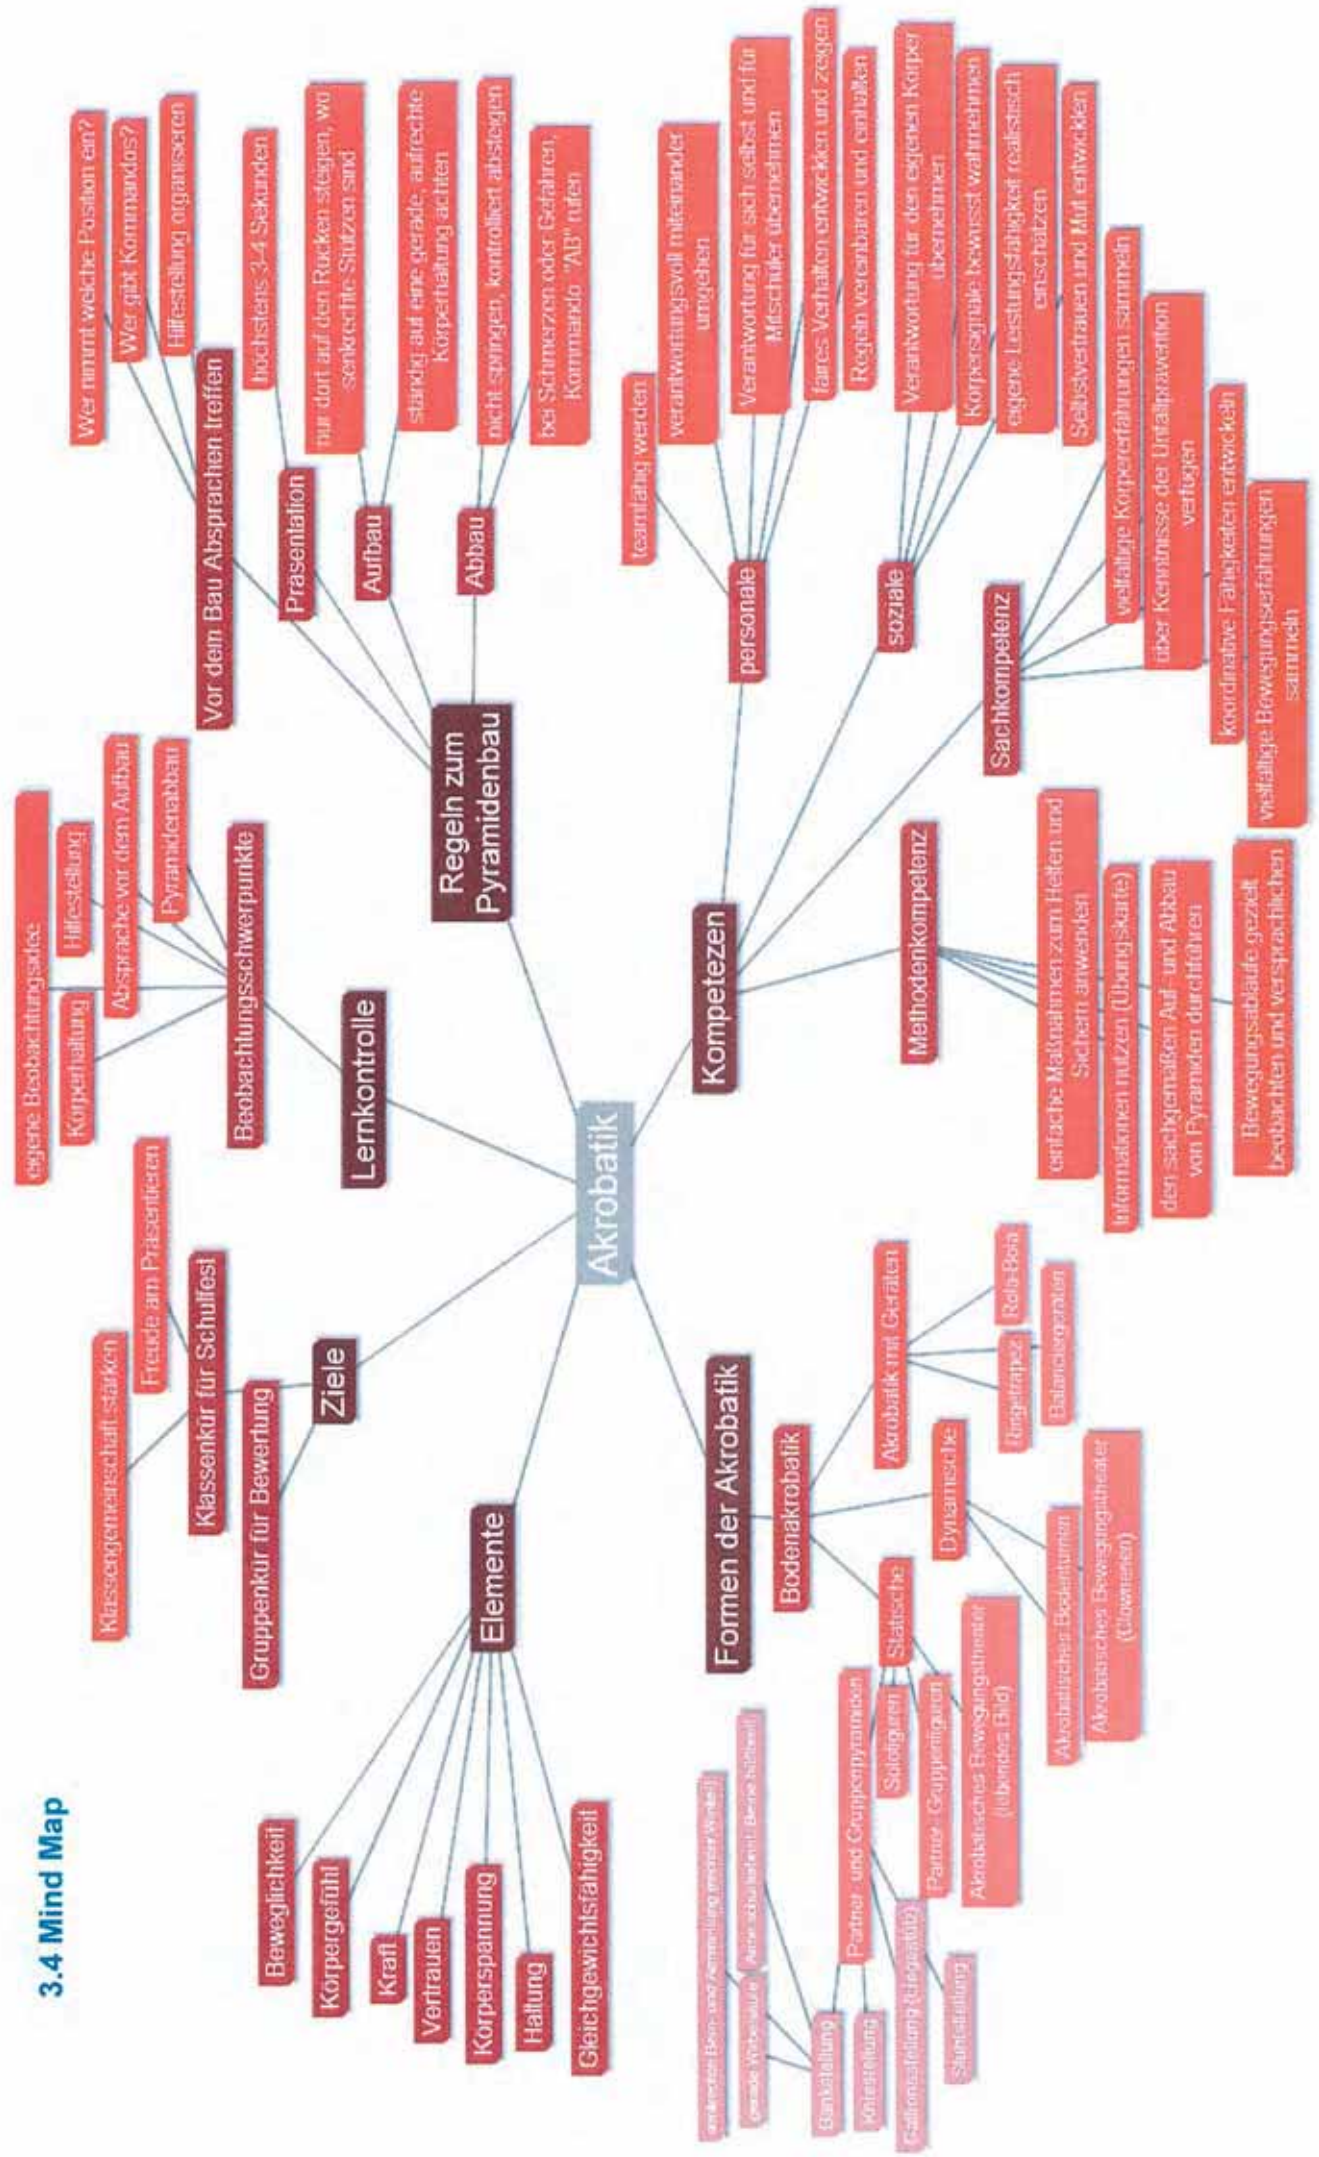 3.4 Mind Map
Akrobatik
Elemente
Beweglichkeit
Körpergefühl
Kraft
Vertrauen
Körperspannung
Haltung
Gleichgewichtsfähigkeit
Ziele
Klassenkür für Schulfest
Klassengemeinschaft stärken
Freude am Präsentieren
Gruppenkür für Bewertung
Lernkontrolle
Beobachtungsschwerpunkte
eigene Beobachtungsidee
Körperhaltung
Hilfestellung
Absprache vor dem Aufbau
Pyramidenabbau
Regeln zum
Pyramidenbau
Vor dem Bau Absprachen treffen
Wer nimmt welche Position ein?
Wer gibt Kommandos?
Hilfestellung organisieren
Präsentation
höchstens 3-4 Sekunden
Aufbau
nur dort auf den Rücken steigen, wo
senkrechte Stützen sind
ständig auf eine gerade, aufrechte
Körperhaltung achten
Abbau
nicht springen, kontrolliert absteigen
bei Schmerzen oder Gefahren,
Kommando "AB" rufen
Kompetezen
personale
teamfähig werden
verantwortungsvoll miteinander
umgehen
Verantwortung für sich selbst und für
Mitschüler übernehmen
faires Verhalten entwicklen und zeigen
Regeln vereinbaren und einhalten
soziale
Verantwortung für den eigenen Körper
übernehmen
Körpersignale bewusst wahrnehmen
eigene Leistungsfähigkeit realistisch
einschätzen
Selbstvertrauen und Mut entwicklen
Sachkompetenz
vielfältige Körpererfahrungen sammeln
über Kenntnisse der Unfallprävention
verfügen
koordinative Fähigkeiten entwickeln
vielfältige Bewegungserfahrungen
sammeln
Methodenkompetenz
einfache Maßnahmen zum Helfen und
Sichern anwenden
Informationen nutzen (Übungskare)
den sachgemäßen Auf- und Abbau
von Pyramiden durchführen
Bewegungsabläufe gezielt
beobachten und versprachlichen
Formen der Akrobatik
Bodenakrobatik
Akrobatik mit Geräten
Ringetrapez
Rola-Bola
Balanciergeräten
Dynamische
Akrobatisches Bodenturnen
Akrobatisches Bewegungstheater
(Clownerien)
Statische
Partner- und Gruppenpyramiden
Solofiguren
Partner Gruppenfiguren
Akrobatisches Bewegungstheater
(lebendes Bild)
Bankstellung
gerade Wirbelsäule
Kniestellung
Galionsstellung (Liegestütz)
Stuhlstellung